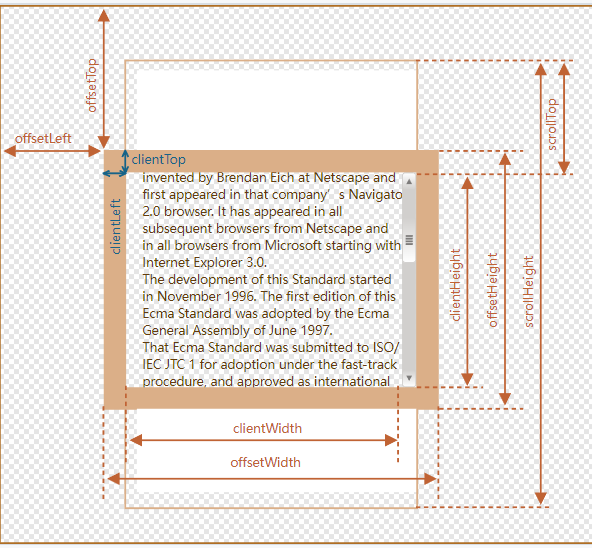 offsetTop
offsetLeft
scrollTop
clientTop
clientLeft
invented by Brendan Eich at Netscape and
first appeared in that company’s Navigato
2.0 browser. It has appeared in all
subsequent browsers from Netscape and
in all browsers from Microsoft starting with
Internet Explorer 3.0.
The development of this Standard started
in November 1996. The first edition of this
Ecma Standard was adopted by the Ecma
General Assembly of June 1997.
That Ecma Standard was submitted to ISO/
IEC JTC 1 for adoption under the fast-track
procedure, and approved as international
clientHeight
offsetHeight
scrollHeight
clientWidth
offsetWidth